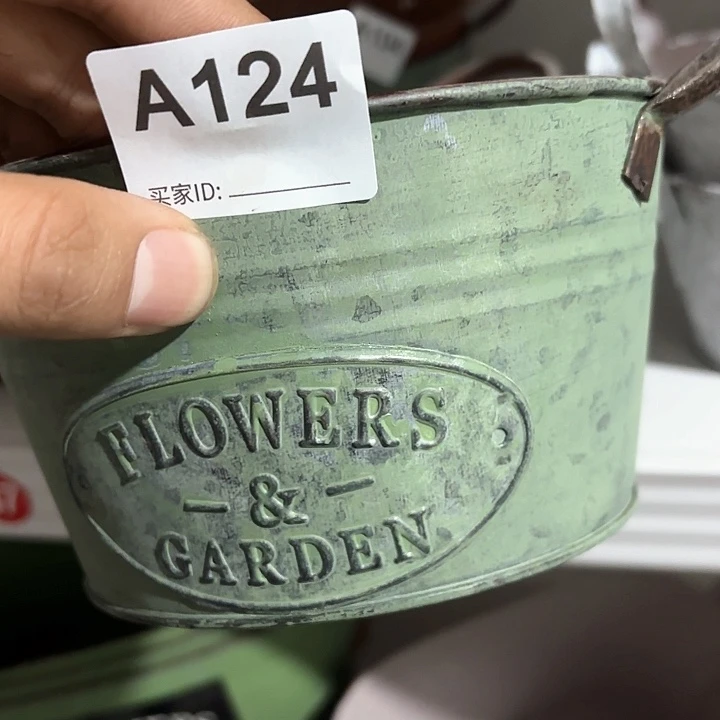 A124
买家ID:
FLOWERS
- & -
GARDEN